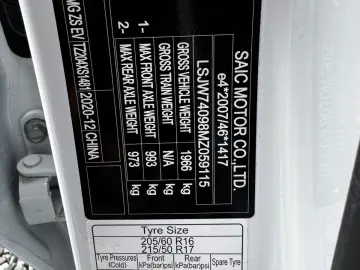 SAIC MOTOR CO.,LTD.
e4*2007/46*1417
LSJW74098MZ059115
GROSS VEHICLE WEIGHT 1966 kg
GROSS TRAIN WEIGHT N/A kg
1- MAX FRONT AXLE WEIGHT 993 kg
2- MAX REAR AXLE WEIGHT 973 kg
MG ZS EV TZ204XS1481 2020-12 CHINA
Tyre Size
205/60 R16
215/50 R17
Tire Pressures (Cold) Front kPa(bar/psi) Rear kPa(bar/psi) Spare Tyre